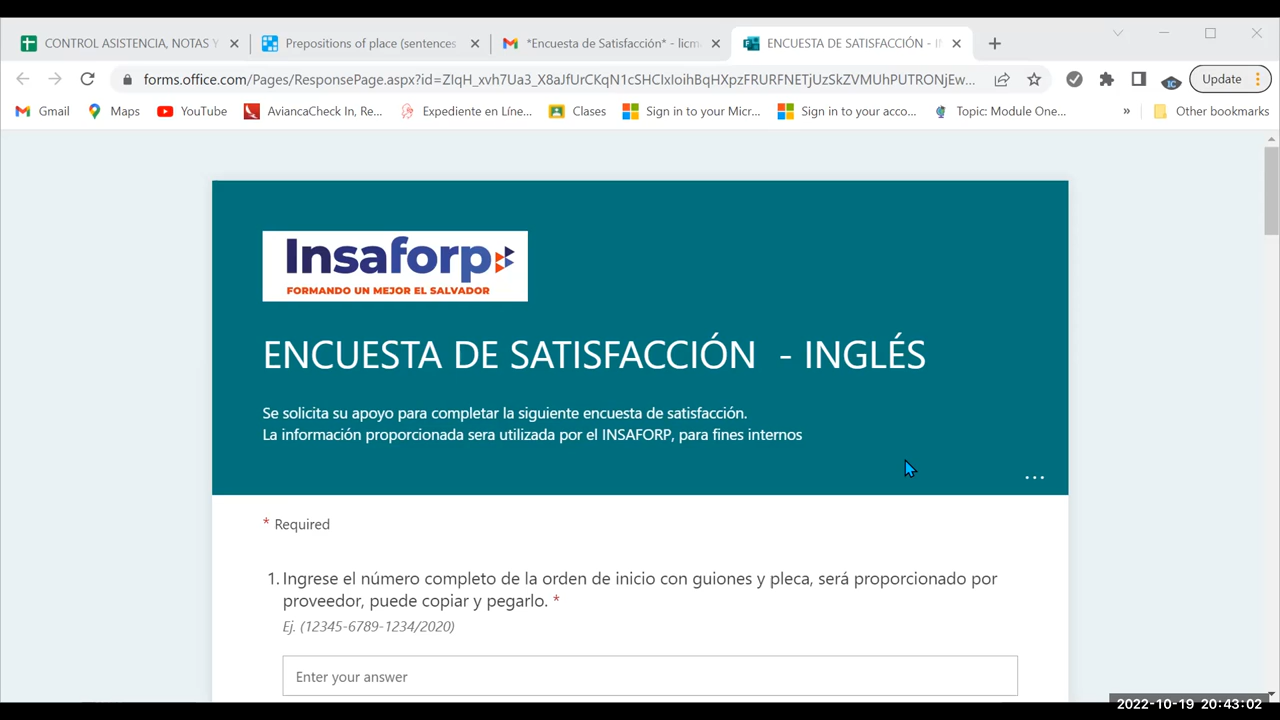 CONTROL ASISTENCIA, NOTAS Y
Prepositions of place (sentences
*Encuesta de Satisfacción* - licm
ENCUESTA DE SATISFACCIÓN - IN
forms.office.com/Pages/ResponsePage.aspx?id=ZIqH_xvh7Ua3_X8aJfUrCKqN1cSHCIxIoihBqHXpzFRURFNETjUzSkZVMUhPUTRONjEw...
Update
Gmail
Maps
YouTube
AviancaCheck In, Re...
Expediente en Líne...
Clases
Sign in to your Micr...
Sign in to your acco...
Topic: Module One...
»
Other bookmarks
Insaforp
FORMANDO UN MEJOR EL SALVADOR
ENCUESTA DE SATISFACCIÓN - INGLÉS
Se solicita su apoyo para completar la siguiente encuesta de satisfacción.
La información proporcionada sera utilizada por el INSAFORP, para fines internos
...
* Required
1. Ingrese el número completo de la orden de inicio con guiones y pleca, será proporcionado por
proveedor, puede copiar y pegarlo. *
Ej. (12345-6789-1234/2020)
Enter your answer
2022-10-19 20:43:02